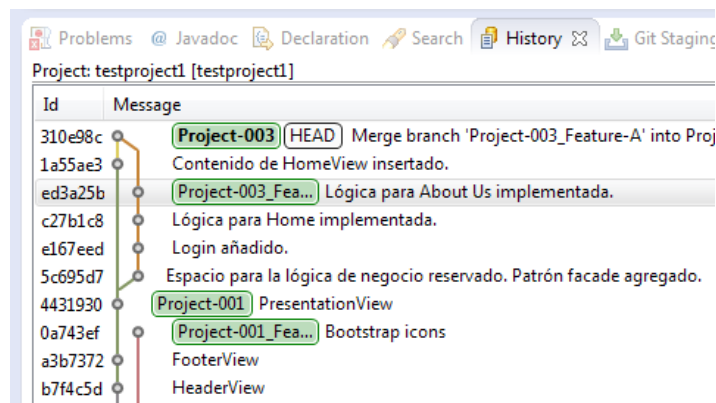 Problems @ Javadoc Declaration Search History Git Staging
Project: testproject1 [testproject1]
Id Message
310e98c Project-003 HEAD Merge branch 'Project-003_Feature-A' into Proj
1a55ae3 Contenido de HomeView insertado.
ed3a25b Project-003_Fea... Lógica para About Us implementada.
c27b1c8 Lógica para Home implementada.
e167eed Login añadido.
5c695d7 Espacio para la lógica de negocio reservado. Patrón facade agregado.
4431930 Project-001 PresentationView
0a743ef Project-001_Fea... Bootstrap icons
a3b7372 FooterView
b7f4c5d HeaderView